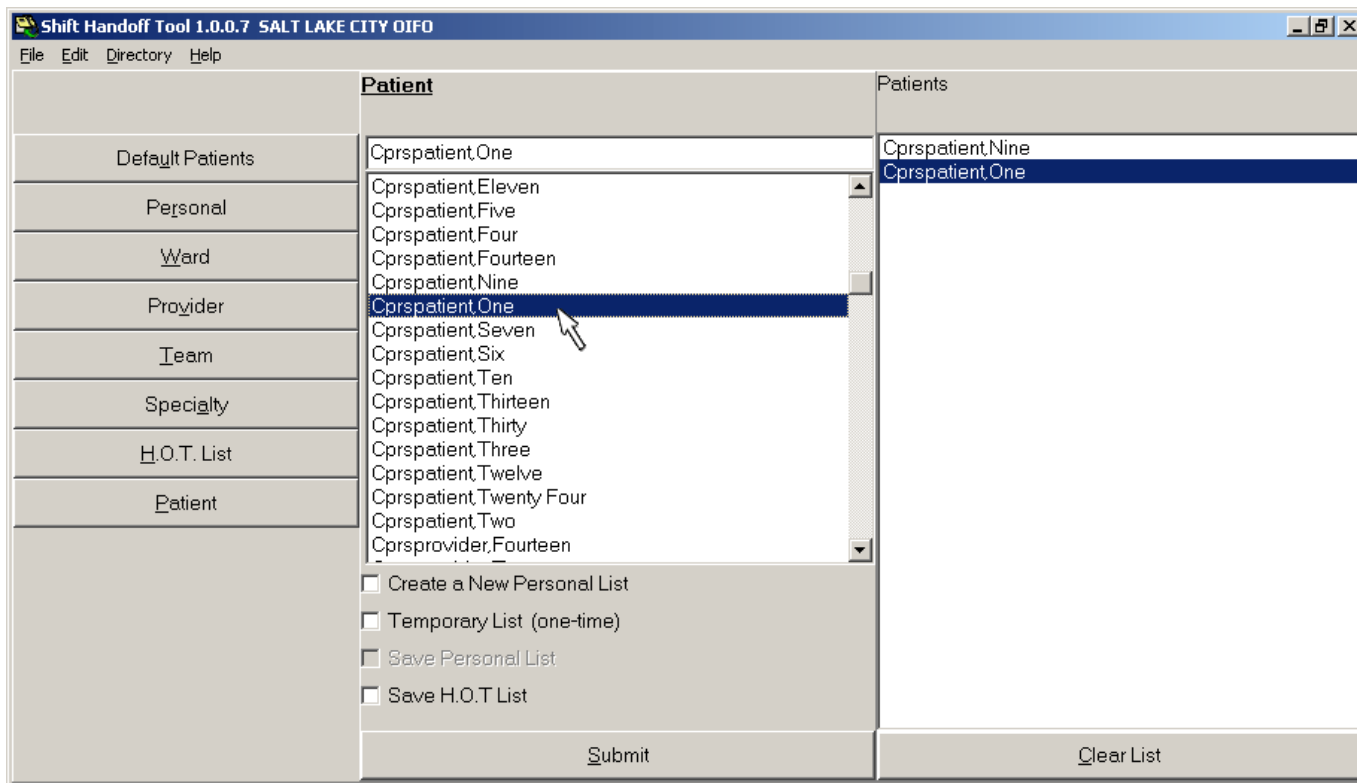 Shift Handoff Tool 1.0.0.7 SALT LAKE CITY OIFO
File Edit Directory Help
Patient
Patients
Default Patients
Personal
Ward
Provider
Team
Specialty
H.O.T. List
Patient
Cprspatient,One
Cprspatient,Eleven
Cprspatient,Five
Cprspatient,Four
Cprspatient,Fourteen
Cprspatient,Nine
Cprspatient,One
Cprspatient,Seven
Cprspatient,Six
Cprspatient,Ten
Cprspatient,Thirteen
Cprspatient,Thirty
Cprspatient,Three
Cprspatient,Twelve
Cprspatient,Twenty Four
Cprspatient,Two
Cprsprovider,Fourteen
Create a New Personal List
Temporary List (one-time)
Save Personal List
Save H.O.T List
Submit
Cprspatient,Nine
Cprspatient,One
Clear List